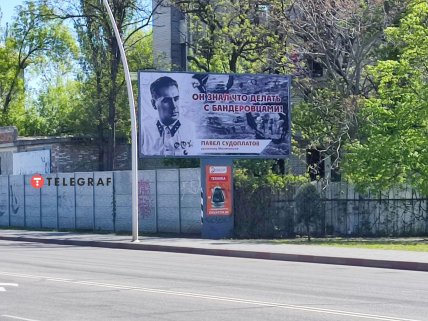 ОН ЗНАЛ ЧТО ДЕЛАТЬ
С БАНДЕРОВЦАМИ!
ПАВЕЛ СУДОПЛАТОВ
TELEGRAF